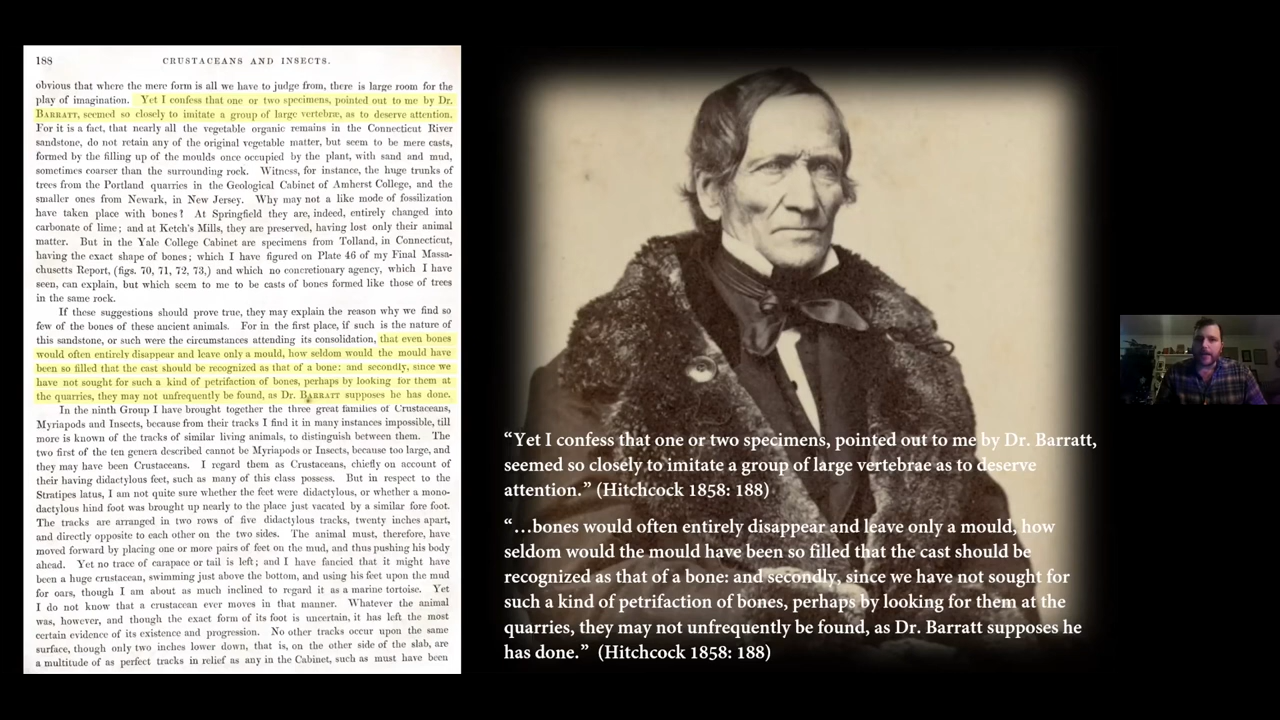 188
CRUSTACEANS AND INSECTS.
obvious that where the mere form is all we have to judge from, there is large room for the
play of imagination. Yet I confess that one or two specimens, pointed out to me by Dr.
BARRATT, seemed so closely to imitate a group of large vertebræ, as to deserve attention.
For it is a fact, that nearly all the vegetable organic remains in the Connecticut River
sandstone, do not retain any of the original vegetable matter, but seem to be mere casts,
formed by the filling up of the moulds once occupied by the plant, with sand and mud,
sometimes coarser than the surrounding rock. Witness, for instance, the huge trunks of
trees from the Portland quarries in the Geological Cabinet of Amherst College, and the
smaller ones from Newark, in New Jersey. Why may not a like mode of fossilization
have taken place with bones? At Springfield they are, indeed, entirely changed into
carbonate of lime; and at Ketch's Mills, they are preserved, having lost only their animal
matter. But in the Yale College Cabinet are specimens from Tolland, in Connecticut,
having the exact shape of bones; which I have figured on Plate 46 of my Final Massa-
chusetts Report, (figs. 70, 71, 72, 73,) and which no concretionary agency, which I have
seen, can explain, but which seem to me to be casts of bones formed like those of trees
in the same rock.
If these suggestions should prove true, they may explain the reason why we find so
few of the bones of these ancient animals. For in the first place, if such is the nature of
this sandstone, or such were the circumstances attending its consolidation, that even bones
would often entirely disappear and leave only a mould, how seldom would the mould have
been so filled that the cast should be recognized as that of a bone: and secondly, since we
have not sought for such a kind of petrifaction of bones, perhaps by looking for them at
the quarries, they may not unfrequently be found, as Dr. BARRATT supposes he has done.
In the ninth Group I have brought together the three great families of Crustaceans,
Myriapods and Insects, because from their tracks I find it in many instances impossible, till
more is known of the tracks of similar living animals, to distinguish between them. The
two first of the ten genera described cannot be Myriapods or Insects, because too large, and
they may have been Crustaceans. I regard them as Crustaceans, chiefly on account of
their having didactylous feet, such as many of this class possess. But in respect to the
Stratipes latus, I am not quite sure whether the feet were didactylous, or whether a mono-
dactylous hind foot was brought up nearly to the place just vacated by a similar fore foot.
The tracks are arranged in two rows of five didactylous tracks, twenty inches apart,
and directly opposite to each other on the two sides. The animal must, therefore, have
moved forward by placing one or more pairs of feet on the mud, and thus pushing his body
ahead. Yet no trace of carapace or tail is left; and I have fancied that it might have
been a huge crustacean, swimming just above the bottom, and using his feet upon the mud
for oars, though I am about as much inclined to regard it as a marine tortoise. Yet
I do not know that a crustacean ever moves in that manner. Whatever the animal
was, however, and though the exact form of its foot is uncertain, it has left the most
certain evidence of its existence and progression. No other tracks occur upon the same
surface, though only two inches lower down, that is, on the other side of the slab, are
a multitude of as perfect tracks in relief as any in the Cabinet, such as must have been
“Yet I confess that one or two specimens, pointed out to me by Dr. Barratt,
seemed so closely to imitate a group of large vertebrae as to deserve
attention.” (Hitchcock 1858: 188)
“…bones would often entirely disappear and leave only a mould, how
seldom would the mould have been so filled that the cast should be
recognized as that of a bone: and secondly, since we have not sought for
such a kind of petrifaction of bones, perhaps by looking for them at the
quarries, they may not unfrequently be found, as Dr. Barratt supposes he
has done.” (Hitchcock 1858: 188)